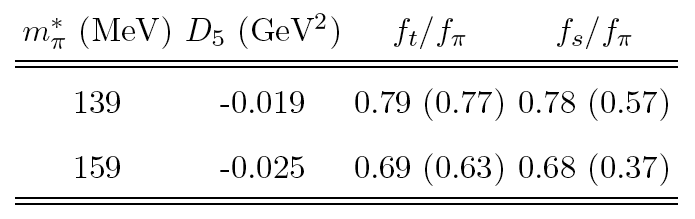 m*π (MeV) D5 (GeV2) ft/fπ fs/fπ
139 -0.019 0.79 (0.77) 0.78 (0.57)
159 -0.025 0.69 (0.63) 0.68 (0.37)